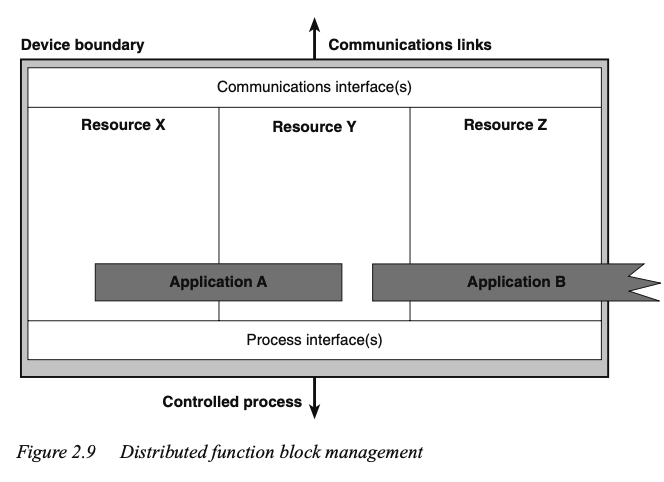 Device boundary
Communications links
Communications interface(s)
Resource X
Resource Y
Resource Z
Application A
Application B
Process interface(s)
Controlled process
Figure 2.9 Distributed function block management